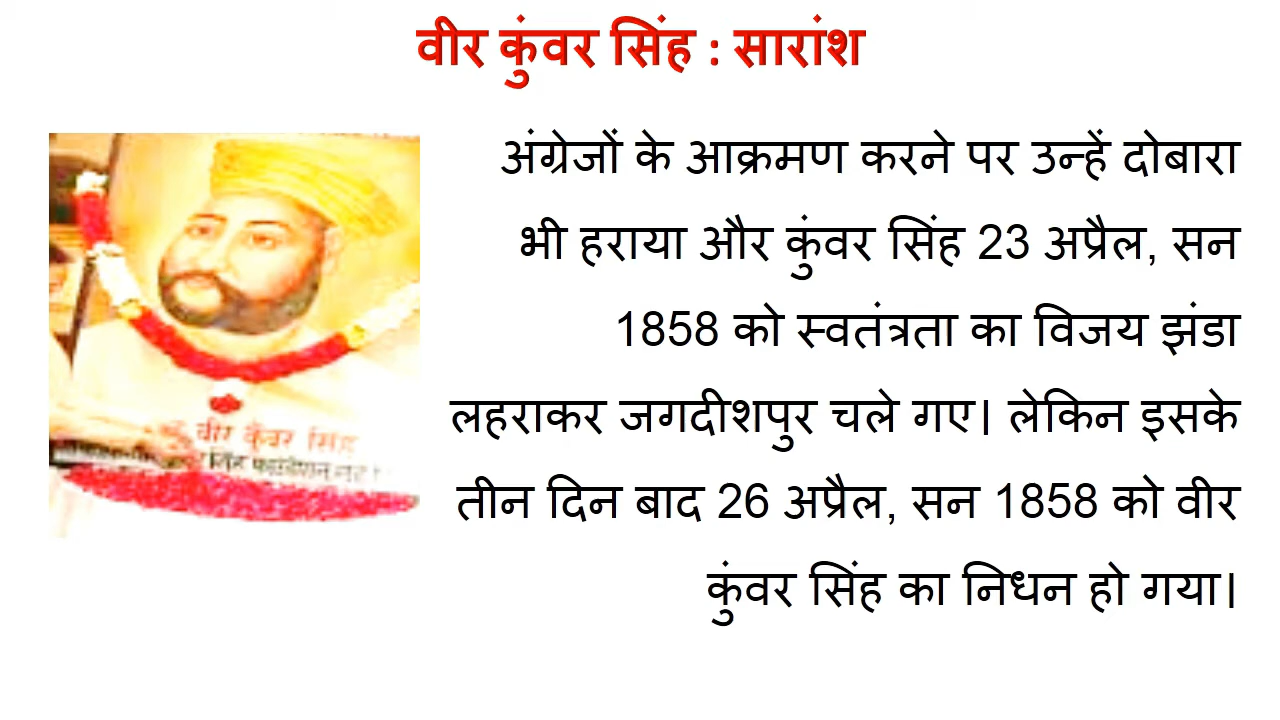 वीर कुंवर सिंह : सारांश
अंग्रेजों के आक्रमण करने पर उन्हें दोबारा
भी हराया और कुंवर सिंह 23 अप्रैल, सन
1858 को स्वतंत्रता का विजय झंडा
लहराकर जगदीशपुर चले गए। लेकिन इसके
तीन दिन बाद 26 अप्रैल, सन 1858 को वीर
कुंवर सिंह का निधन हो गया।
वीर कुँवर सिंह
सिंह फाउंडेशन